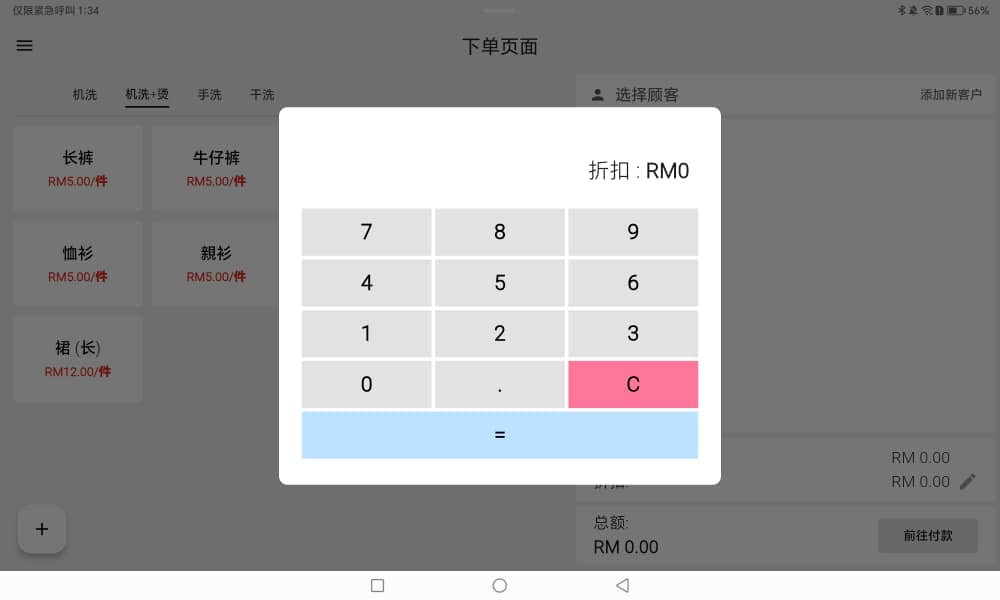 仅限紧急呼叫 1:34
56%
下单页面
机洗
机洗+烫
手洗
干洗
选择顾客
添加新客户
长裤
RM5.00/件
牛仔裤
RM5.00/件
恤衫
RM5.00/件
親衫
RM5.00/件
裙 (长)
RM12.00/件
折扣 : RM0
7
8
9
4
5
6
1
2
3
0
.
C
=
RM 0.00
折扣:
RM 0.00
总额:
RM 0.00
前往付款
+